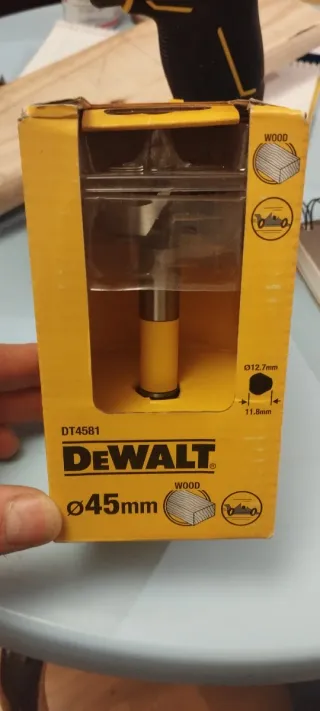 WOOD
Ø12.7mm
11.8mm
DT4581
DEWALT®
Ø45mm
WOOD